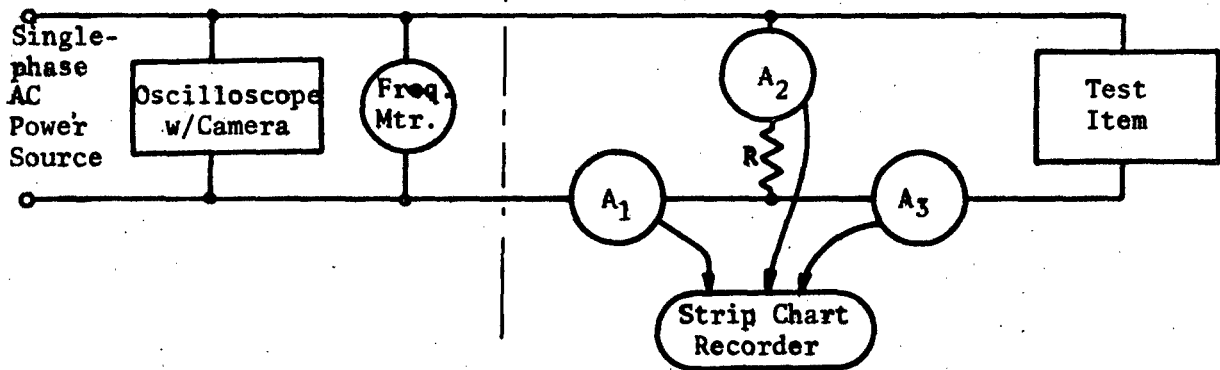 Single-
phase
AC
Power
Source
Oscilloscope
w/Camera
Freq.
Mtr.
A2
R
A1
A3
Test
Item
Strip Chart
Recorder